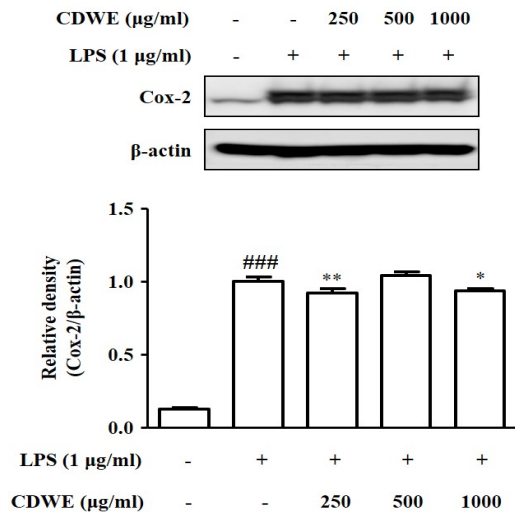 CDWE (μg/ml) - - 250 500 1000
LPS (1 μg/ml) - + + + +
Cox-2
β-actin
Relative density
(Cox-2/β-actin)
1.5
1.0
0.5
0.0
### ** *
LPS (1 μg/ml) - + + + +
CDWE (μg/ml) - - 250 500 1000